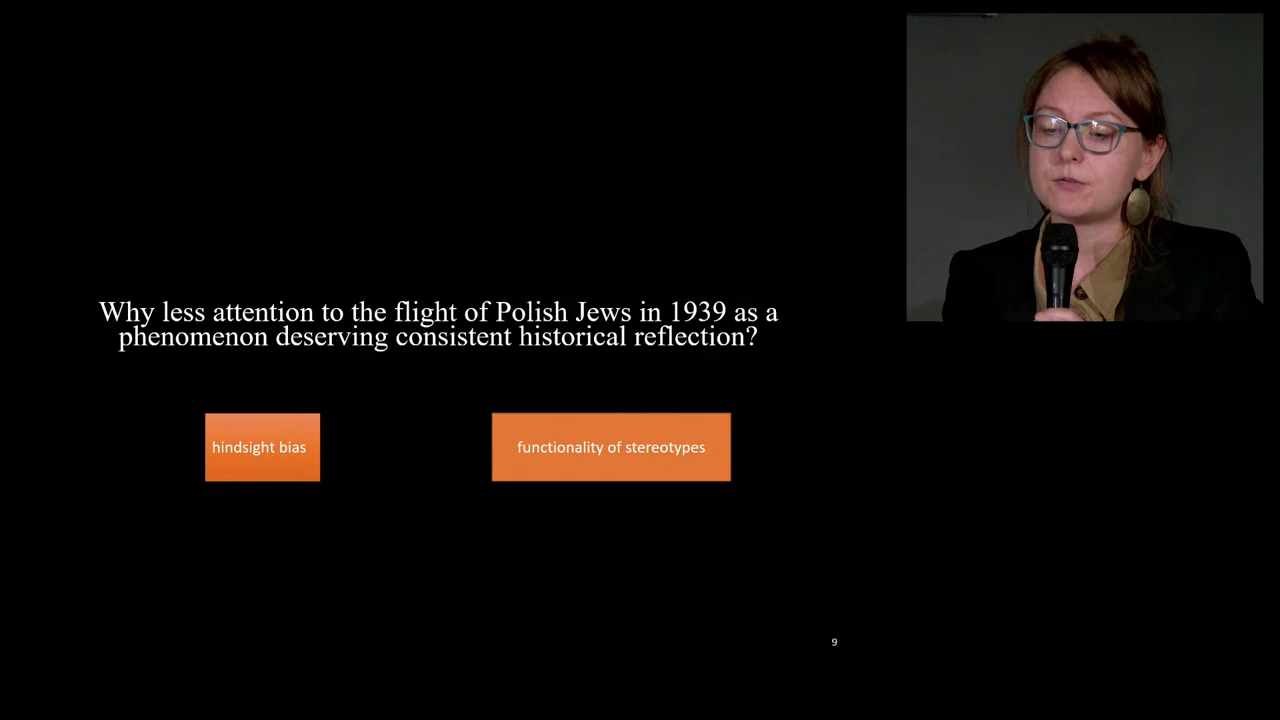 Why less attention to the flight of Polish Jews in 1939 as a
phenomenon deserving consistent historical reflection?
hindsight bias
functionality of stereotypes
9